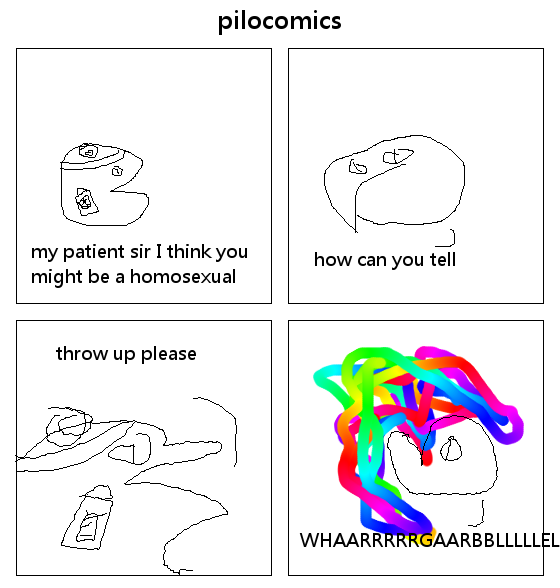 pilocomics
my patient sir I think you
might be a homosexual
how can you tell
throw up please
WHAARRRRRGAARBBLLLLLEL